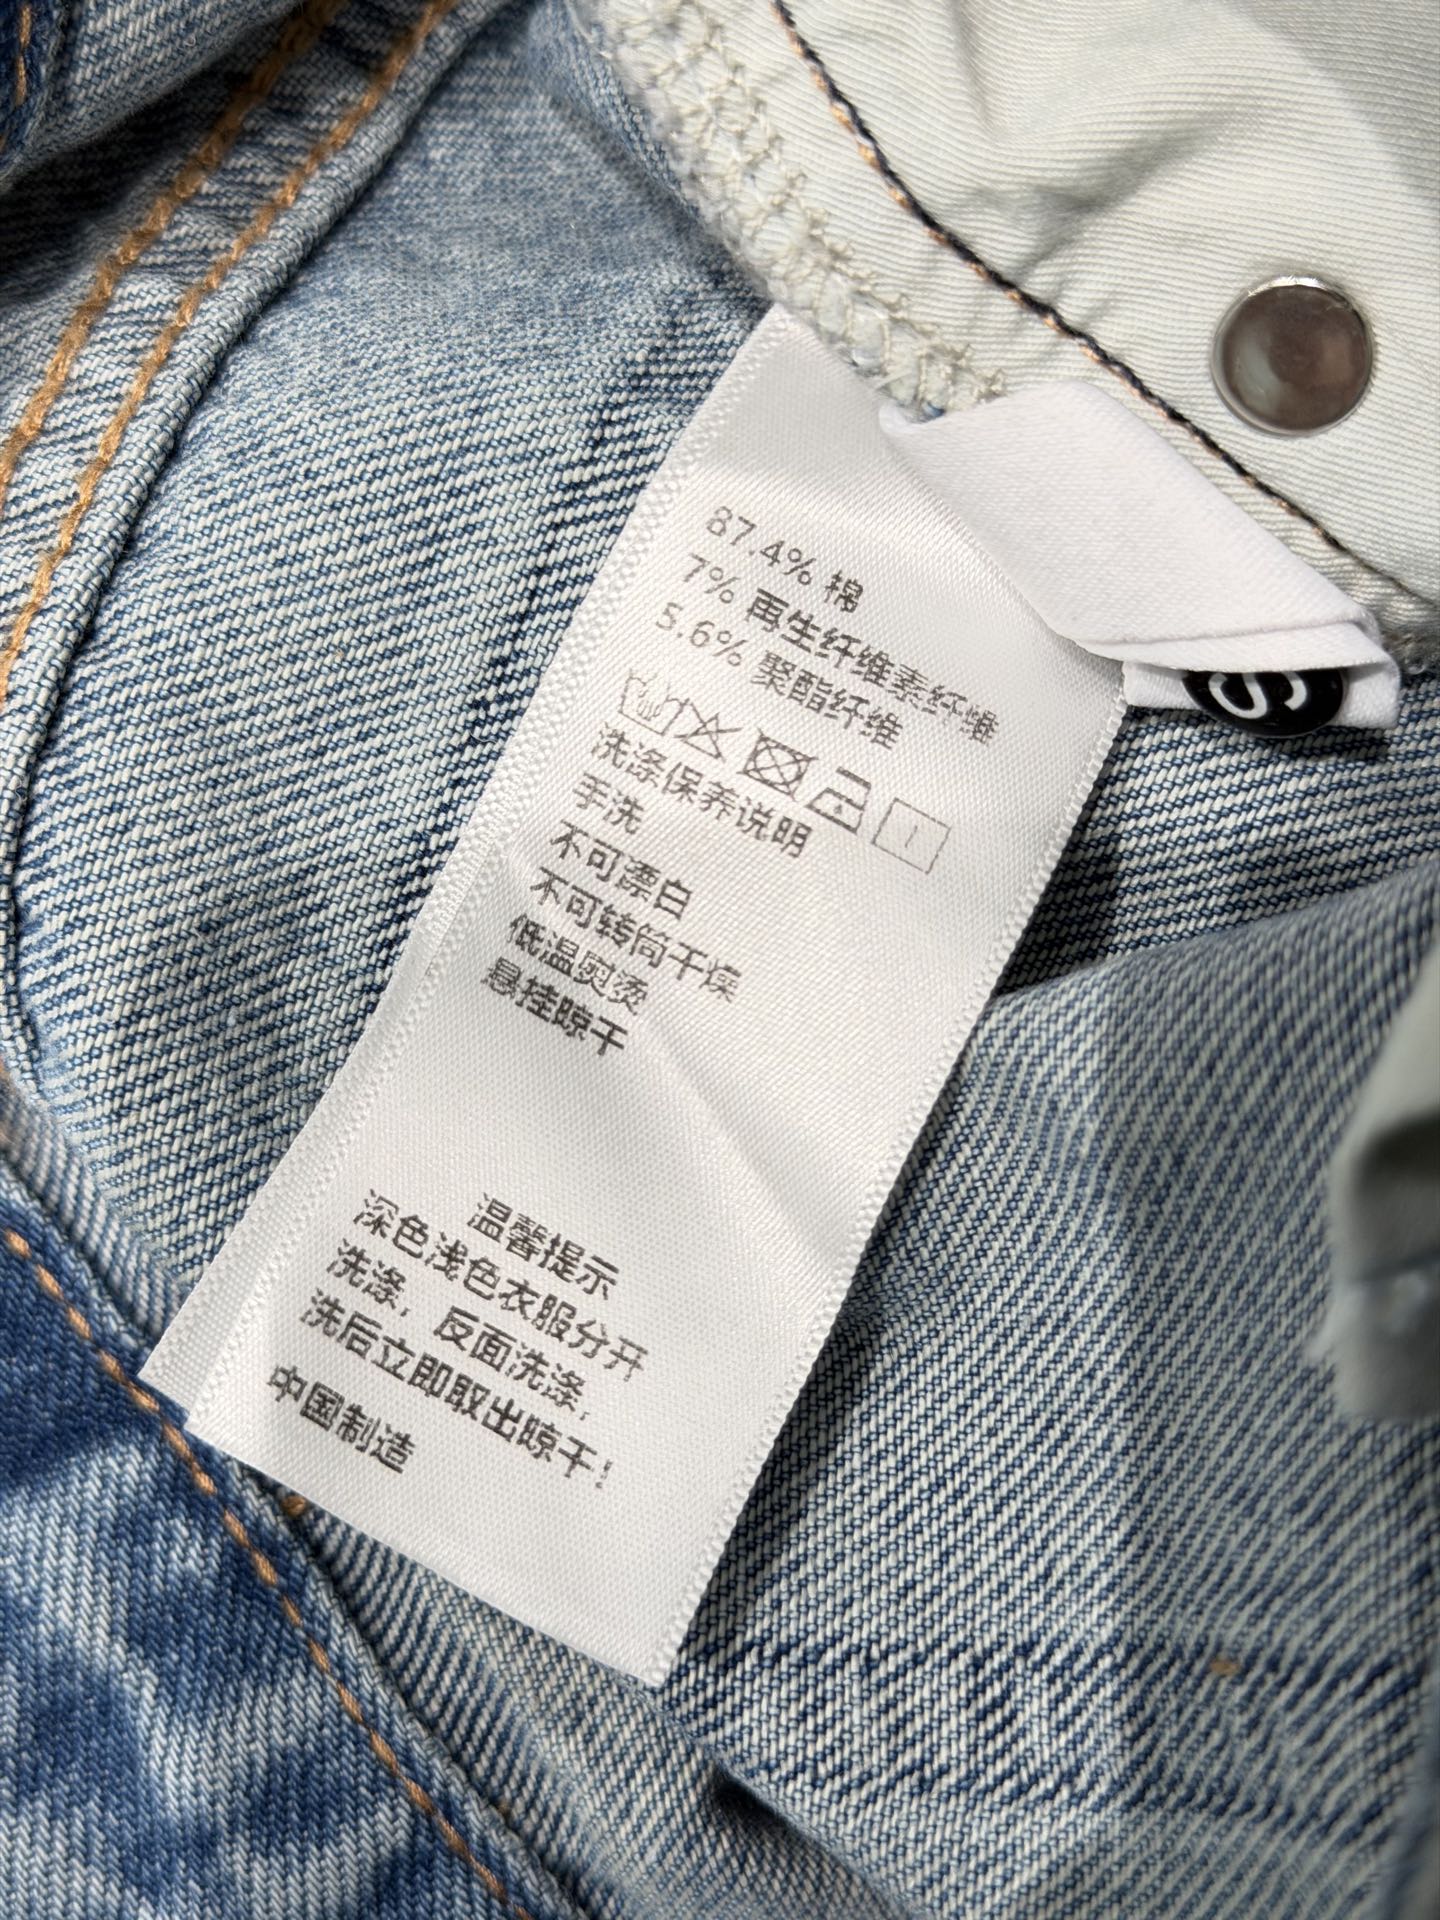 87.4% 棉
7% 再生纤维素纤维
5.6% 聚酯纤维
洗涤保养说明
手洗
不可漂白
不可转筒干燥
低温熨烫
悬挂晾干
温馨提示
深色浅色衣服分开
洗涤，反面洗涤，
洗后立即取出晾干！
中国制造
S